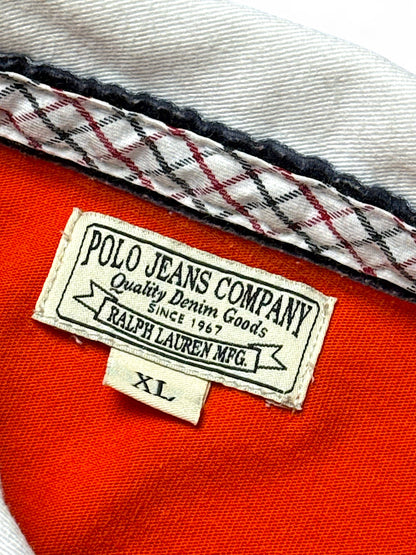 POLO JEANS COMPANY
Quality Denim Goods
SINCE 1967
RALPH LAUREN MFG.
XL